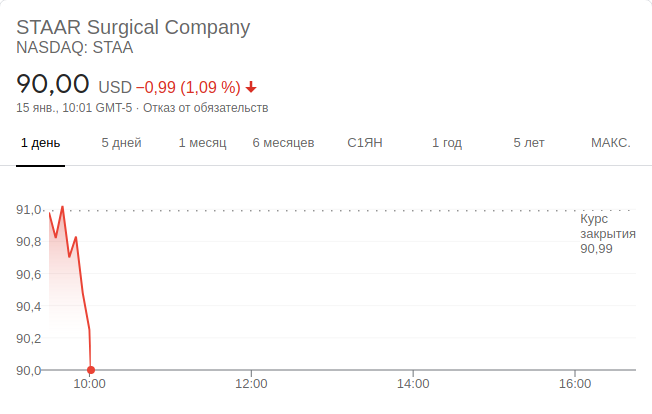 STAAR Surgical Company
NASDAQ: STAA
90,00 USD −0,99 (1,09 %)
15 янв., 10:01 GMT-5 · Отказ от обязательств
1 день 5 дней 1 месяц 6 месяцев С1ЯН 1 год 5 лет МАКС.
91,0
Курс
закрытия
90,99
90,8
90,6
90,4
90,2
90,0
10:00 12:00 14:00 16:00